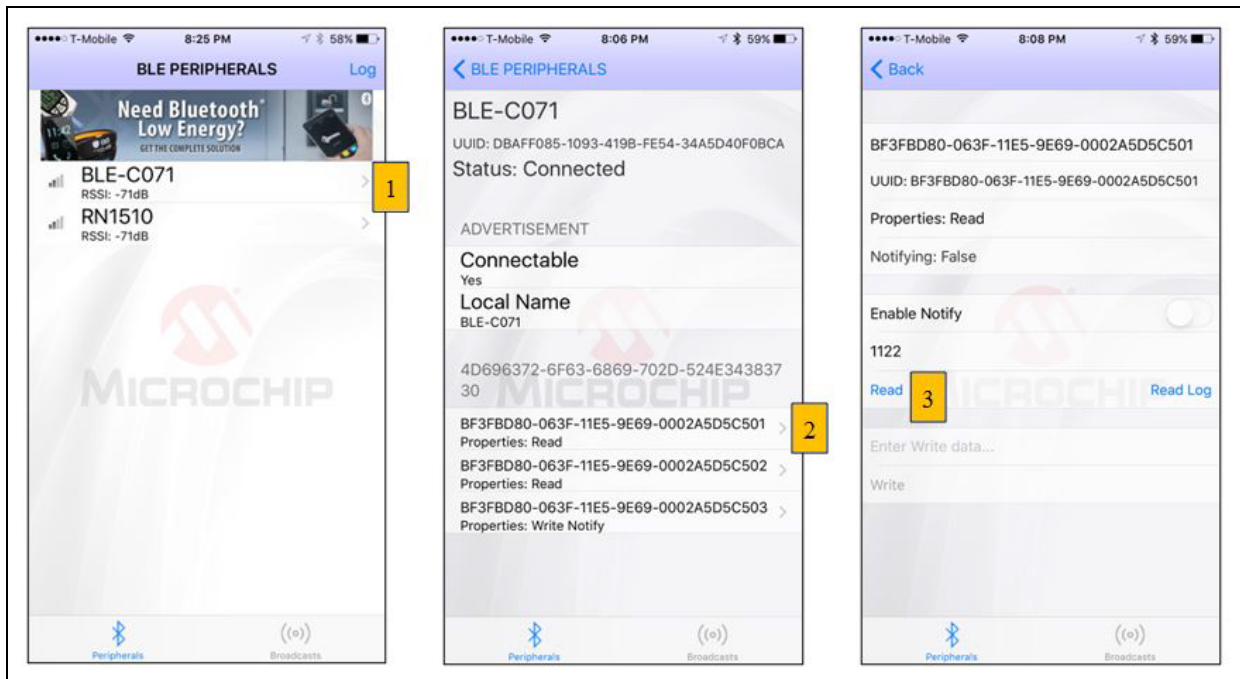 T-Mobile 8:25 PM 58%
BLE PERIPHERALS Log
Need Bluetooth®
Low Energy?
GET THE COMPLETE SOLUTION
BLE-C071
RSSI: -71dB
1
RN1510
RSSI: -71dB
MICROCHIP
Peripherals Broadcasts
T-Mobile 8:06 PM 59%
BLE PERIPHERALS
BLE-C071
UUID: DBAFF085-1093-419B-FE54-34A5D40F0BCA
Status: Connected
ADVERTISEMENT
Connectable
Yes
Local Name
BLE-C071
4D696372-6F63-6869-702D-524E343837
30
MICROCHIP
BF3FBD80-063F-11E5-9E69-0002A5D5C501
Properties: Read
2
BF3FBD80-063F-11E5-9E69-0002A5D5C502
Properties: Read
BF3FBD80-063F-11E5-9E69-0002A5D5C503
Properties: Write Notify
Peripherals Broadcasts
T-Mobile 8:08 PM 59%
Back
BF3FBD80-063F-11E5-9E69-0002A5D5C501
UUID: BF3FBD80-063F-11E5-9E69-0002A5D5C501
Properties: Read
Notifying: False
Enable Notify
1122
Read 3 Read Log
MICROCHIP
Enter Write data...
Write
Peripherals Broadcasts